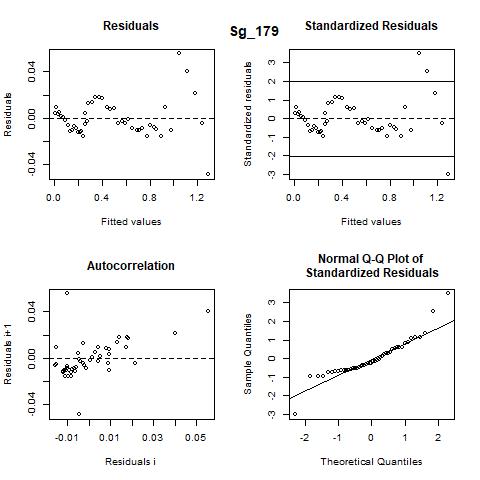 Sg_179
Residuals
Residuals
0.04
0.00
-0.04
0.0 0.4 0.8 1.2
Fitted values
Standardized Residuals
Standardized residuals
3
2
1
0
-1
-2
-3
0.0 0.4 0.8 1.2
Fitted values
Autocorrelation
Residuals i+1
0.04
0.00
-0.04
-0.01 0.01 0.03 0.05
Residuals i
Normal Q-Q Plot of
Standardized Residuals
Sample Quantiles
3
2
1
0
-1
-2
-3
-2 -1 0 1 2
Theoretical Quantiles